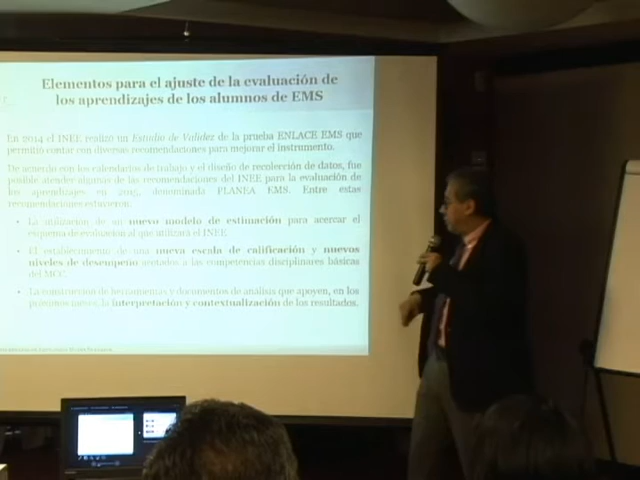 Elementos para el ajuste de la evaluación de
los aprendizajes de los alumnos de EMS
En 2014 el INEE realizó un Estudio de Validez de la prueba ENLACE EMS que
permitió contar con diversas recomendaciones para mejorar el instrumento.
De acuerdo con los calendarios de trabajo y el diseño de recolección de datos, fue
posible atender algunas de las recomendaciones del INEE para la evaluación de
los aprendizajes en 2015, denominada PLANEA EMS. Entre estas
recomendaciones estuvieron:
• La utilización de un nuevo modelo de estimación para acercar el
esquema de evaluación al que utilizara el INEE.
• El establecimiento de una nueva escala de calificación y nuevos
niveles de desempeño acotados a las competencias disciplinares básicas
del MCC.
• La construcción de herramientas y documentos de análisis que apoyen, en los
próximos meses, la interpretación y contextualización de los resultados.